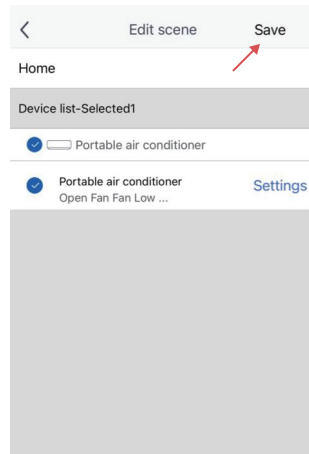 Edit scene Save
Home
Device list-Selected1
Portable air conditioner
Portable air conditioner Settings
Open Fan Fan Low ...